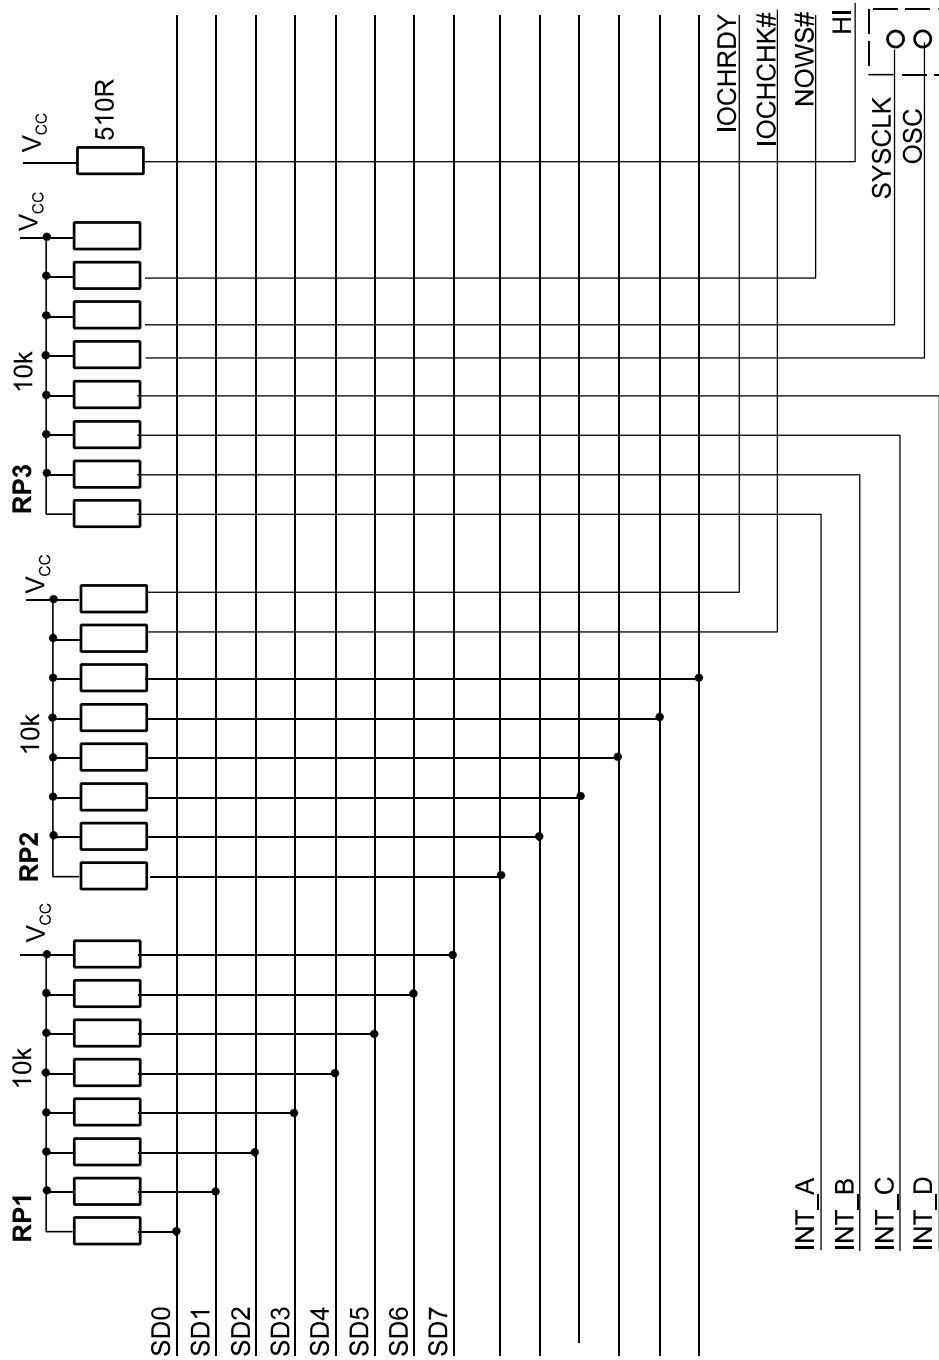 RP1
10k
VCC
RP2
10k
VCC
RP3
10k
VCC
VCC
510R
SD0
SD1
SD2
SD3
SD4
SD5
SD6
SD7
IOCHRDY
IOCHCHK#
NOWS#
HI
SYSCLK
OSC
INT_A
INT_B
INT_C
INT_D